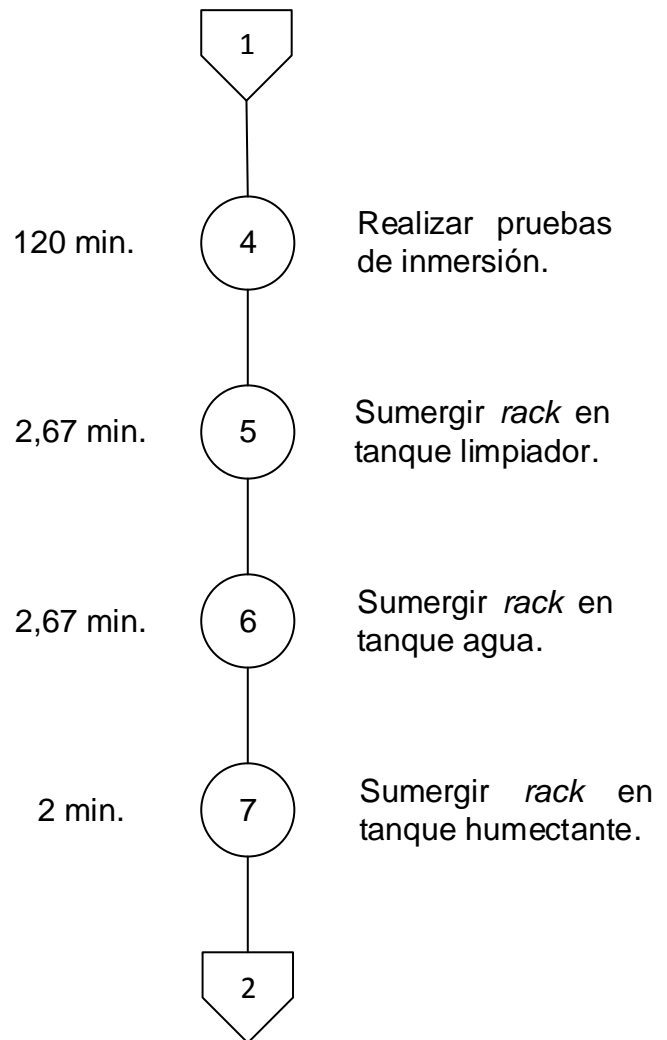 1
120 min.
4
Realizar pruebas
de inmersión.
2,67 min.
5
Sumergir rack en
tanque limpiador.
2,67 min.
6
Sumergir rack en
tanque agua.
2 min.
7
Sumergir rack en
tanque humectante.
2